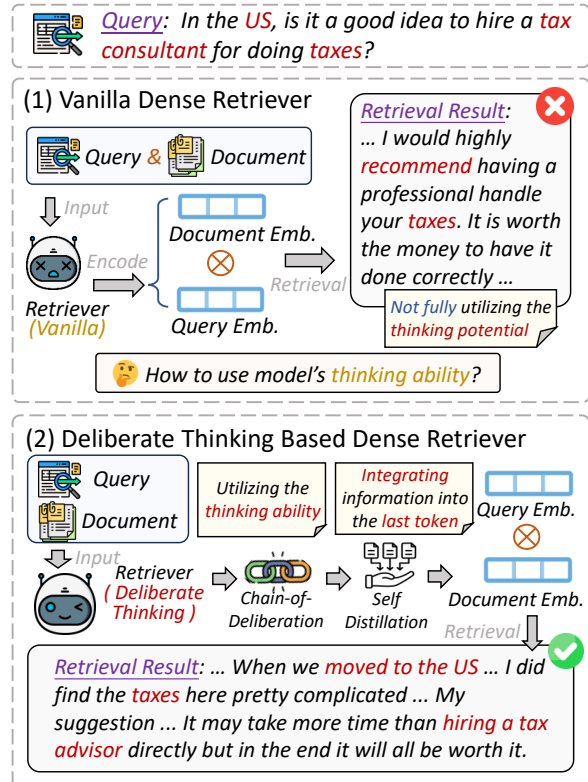 Query: In the US, is it a good idea to hire a tax
consultant for doing taxes?
(1) Vanilla Dense Retriever
Query & Document
Input
Retriever
(Vanilla)
Encode
Document Emb.
Query Emb.
Retrieval
Retrieval Result:
... I would highly
recommend having a
professional handle
your taxes. It is worth
the money to have it
done correctly ...
Not fully utilizing the
thinking potential
How to use model's thinking ability?
(2) Deliberate Thinking Based Dense Retriever
Query
Document
Input
Retriever
( Deliberate
Thinking )
Utilizing the
thinking ability
Chain-of-
Deliberation
Integrating
information into
the last token
Self
Distillation
Query Emb.
Document Emb.
Retrieval
Retrieval Result: ... When we moved to the US ... I did
find the taxes here pretty complicated ... My
suggestion ... It may take more time than hiring a tax
advisor directly but in the end it will all be worth it.